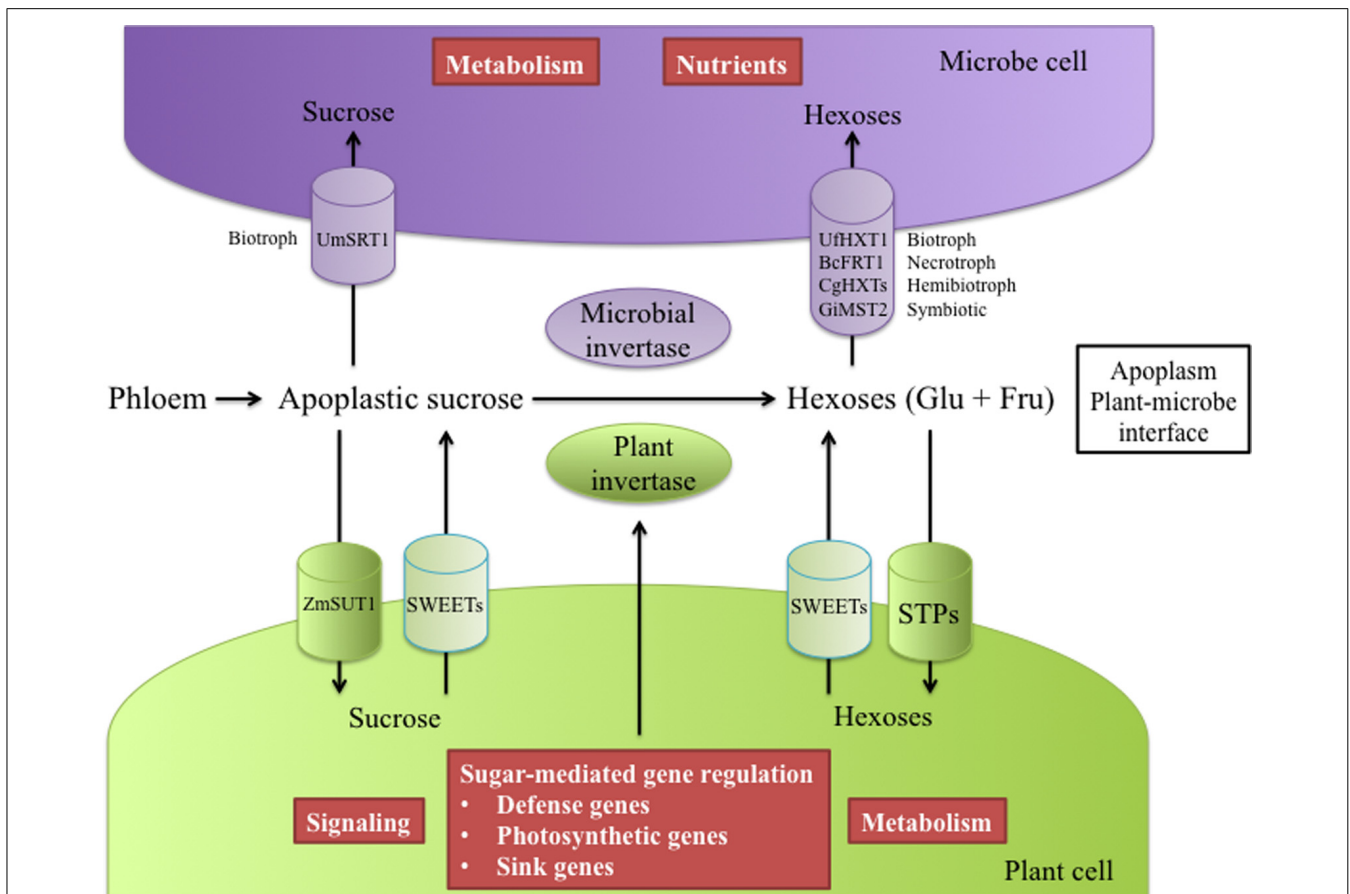 Metabolism
Nutrients
Microbe cell
Sucrose
Hexoses
Biotroph
UmSRT1
UfHXT1 Biotroph
BcFRT1 Necrotroph
CgHXTs Hemibiotroph
GiMST2 Symbiotic
Microbial
invertase
Phloem
Apoplastic sucrose
Hexoses (Glu + Fru)
Apoplasm
Plant-microbe
interface
Plant
invertase
ZmSUT1
SWEETs
SWEETs
STPs
Sucrose
Hexoses
Signaling
Sugar-mediated gene regulation
• Defense genes
• Photosynthetic genes
• Sink genes
Metabolism
Plant cell